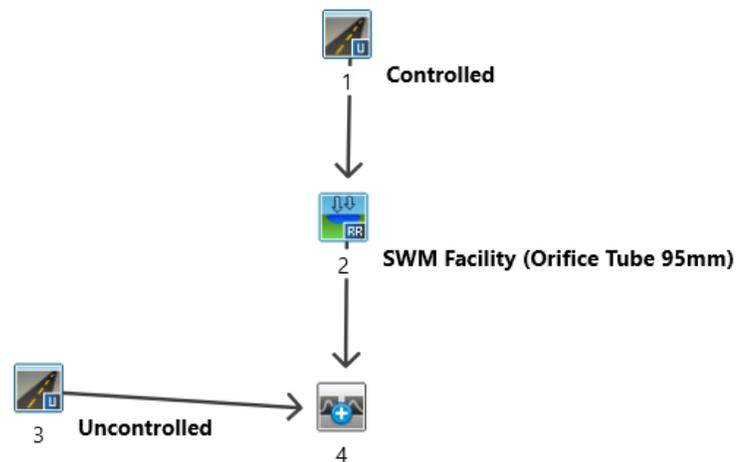 U
1
Controlled
RR
2
SWM Facility (Orifice Tube 95mm)
U
3
Uncontrolled
4